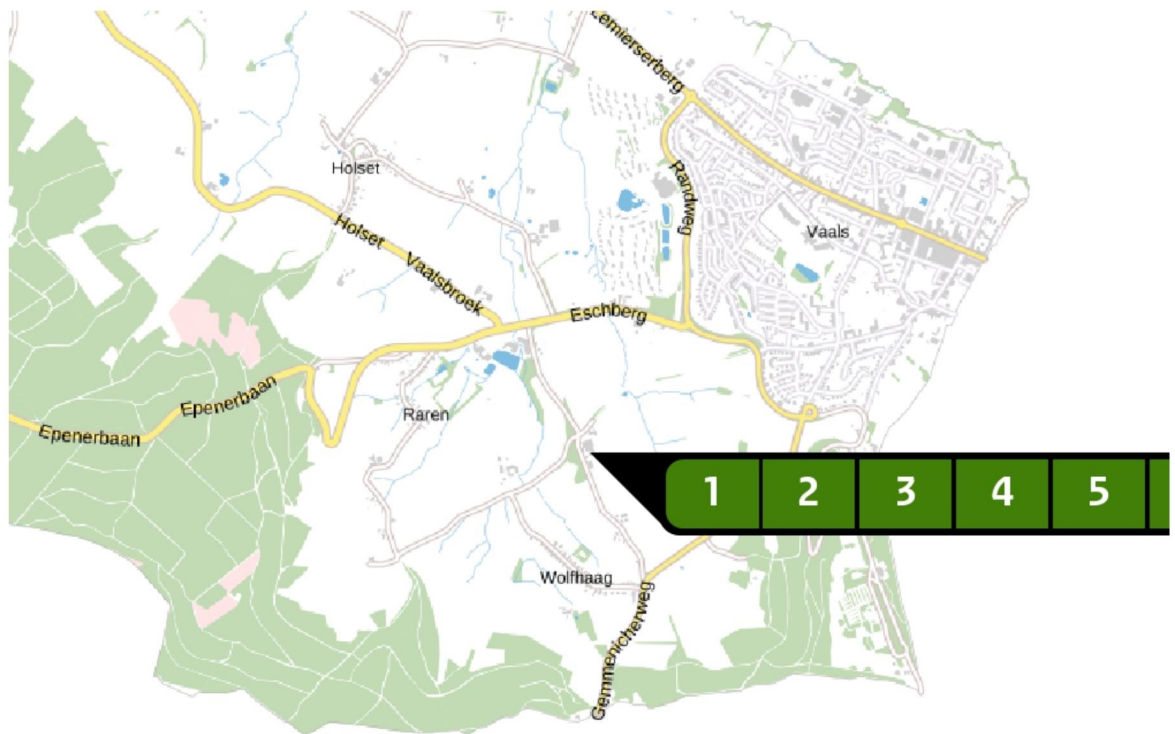 Lemierserberg
Holset
Randweg
Vaals
Holset
Vaalsbroek
Eschberg
Epenerbaan
Raren
Epenerbaan
1 2 3 4 5
Wolfhaag
Gemmenicherweg